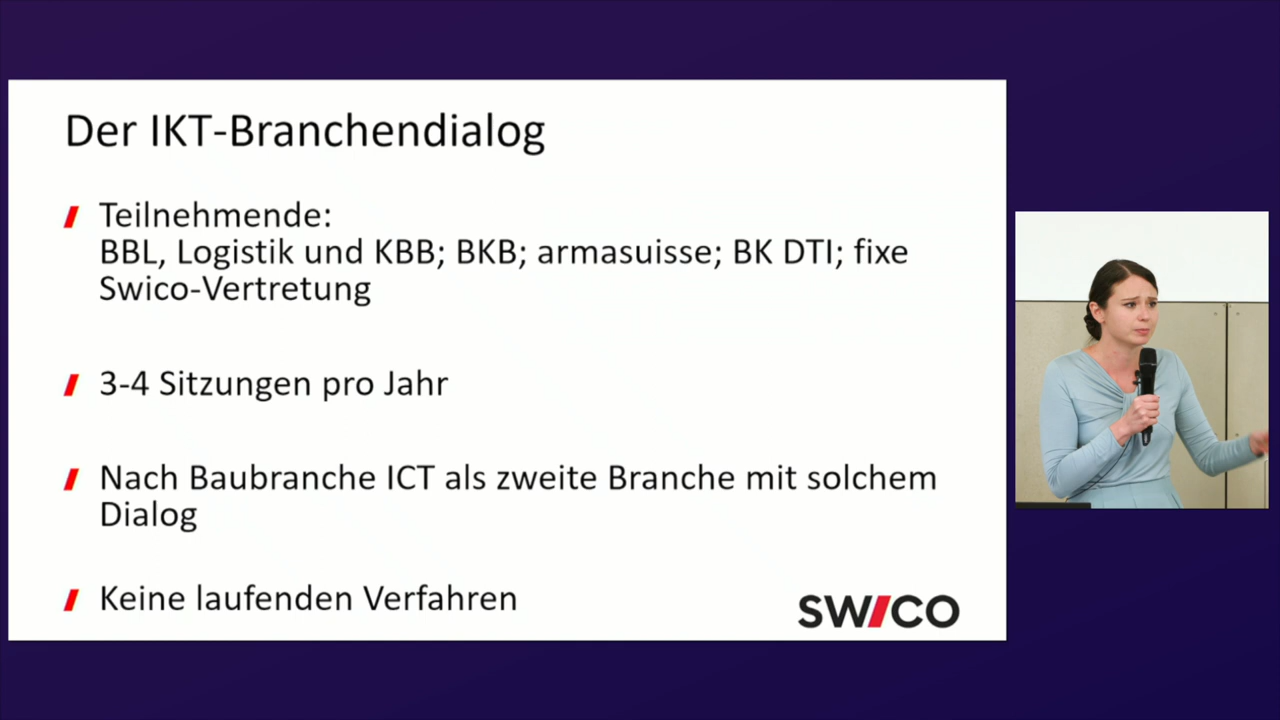 Der IKT-Branchendialog
Teilnehmende:
BBL, Logistik und KBB; BKB; armasuisse; BK DTI; fixe
Swico-Vertretung
3-4 Sitzungen pro Jahr
Nach Baubranche ICT als zweite Branche mit solchem
Dialog
Keine laufenden Verfahren
SWICO